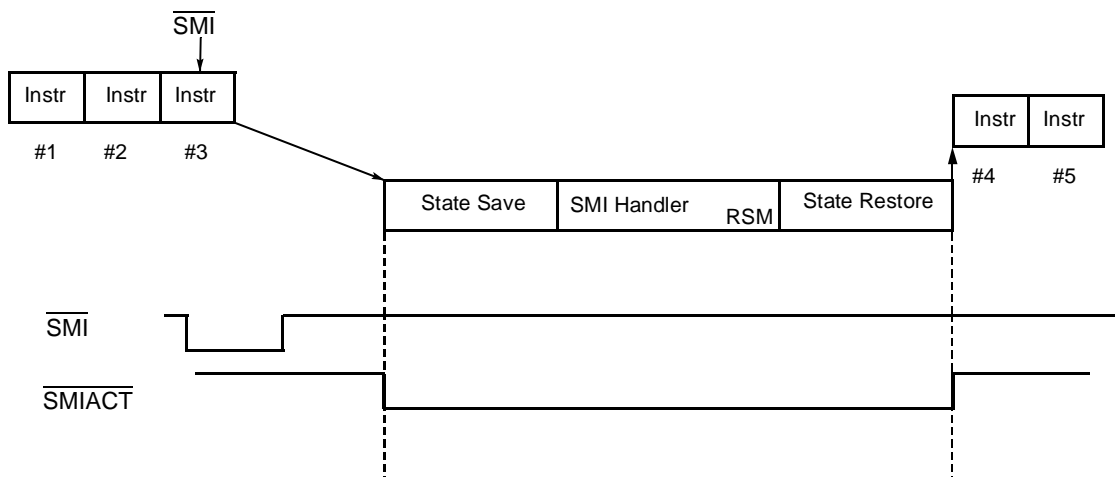 SMI
Instr Instr Instr
#1 #2 #3
Instr Instr
#4 #5
State Save SMI Handler RSM State Restore
SMI
SMIACT